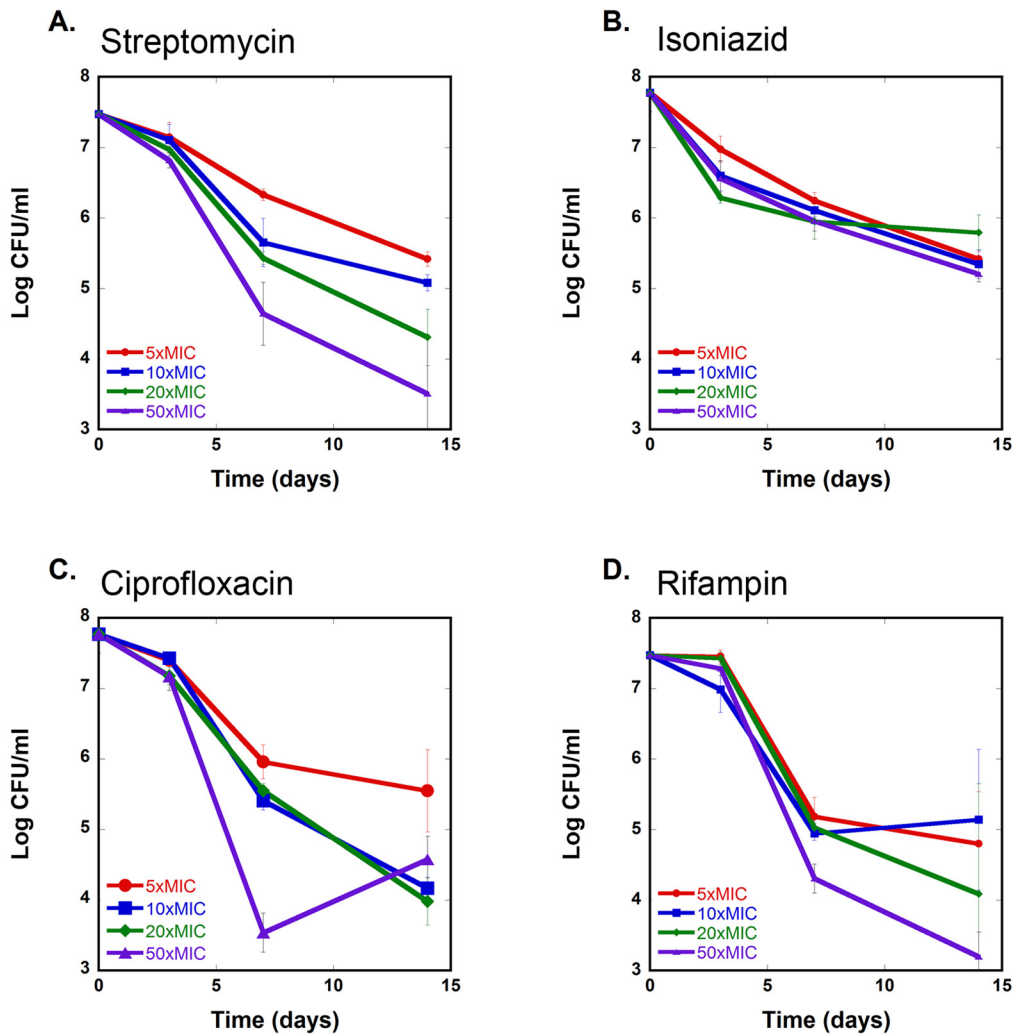 A.
Streptomycin
8
7
6
5
4
3
Log CFU/ml
5xMIC
10xMIC
20xMIC
50xMIC
0
5
10
15
Time (days)
B.
Isoniazid
8
7
6
5
4
3
Log CFU/ml
5xMIC
10xMIC
20xMIC
50xMIC
0
5
10
15
Time (days)
C.
Ciprofloxacin
8
7
6
5
4
3
Log CFU/ml
5xMIC
10xMIC
20xMIC
50xMIC
0
5
10
15
Time (days)
D.
Rifampin
8
7
6
5
4
3
Log CFU/ml
5xMIC
10xMIC
20xMIC
50xMIC
0
5
10
15
Time (days)